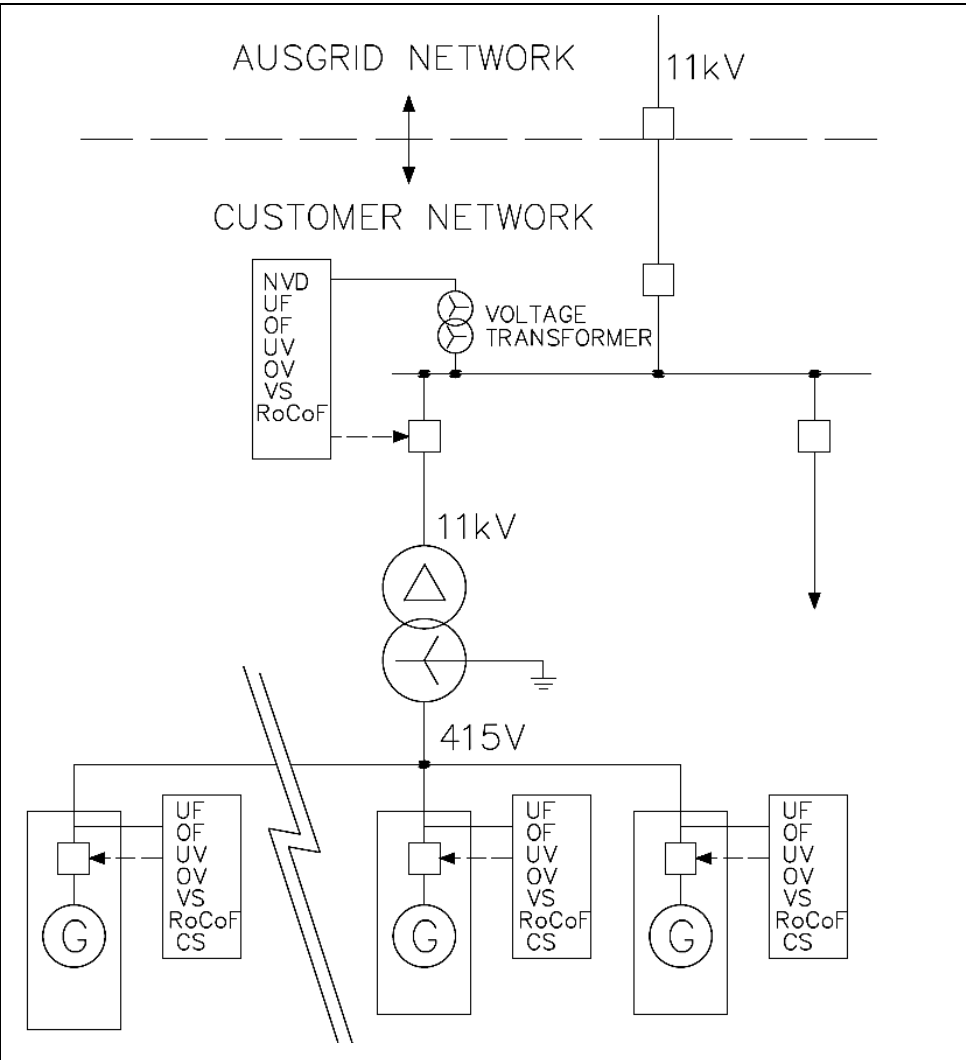 AUSGRID NETWORK
11kV
CUSTOMER NETWORK
NVD
UF
OF
UV
OV
VS
RoCoF
VOLTAGE
TRANSFORMER
11kV
415V
UF
OF
UV
OV
VS
RoCoF
CS
G
UF
OF
UV
OV
VS
RoCoF
CS
G
UF
OF
UV
OV
VS
RoCoF
CS
G